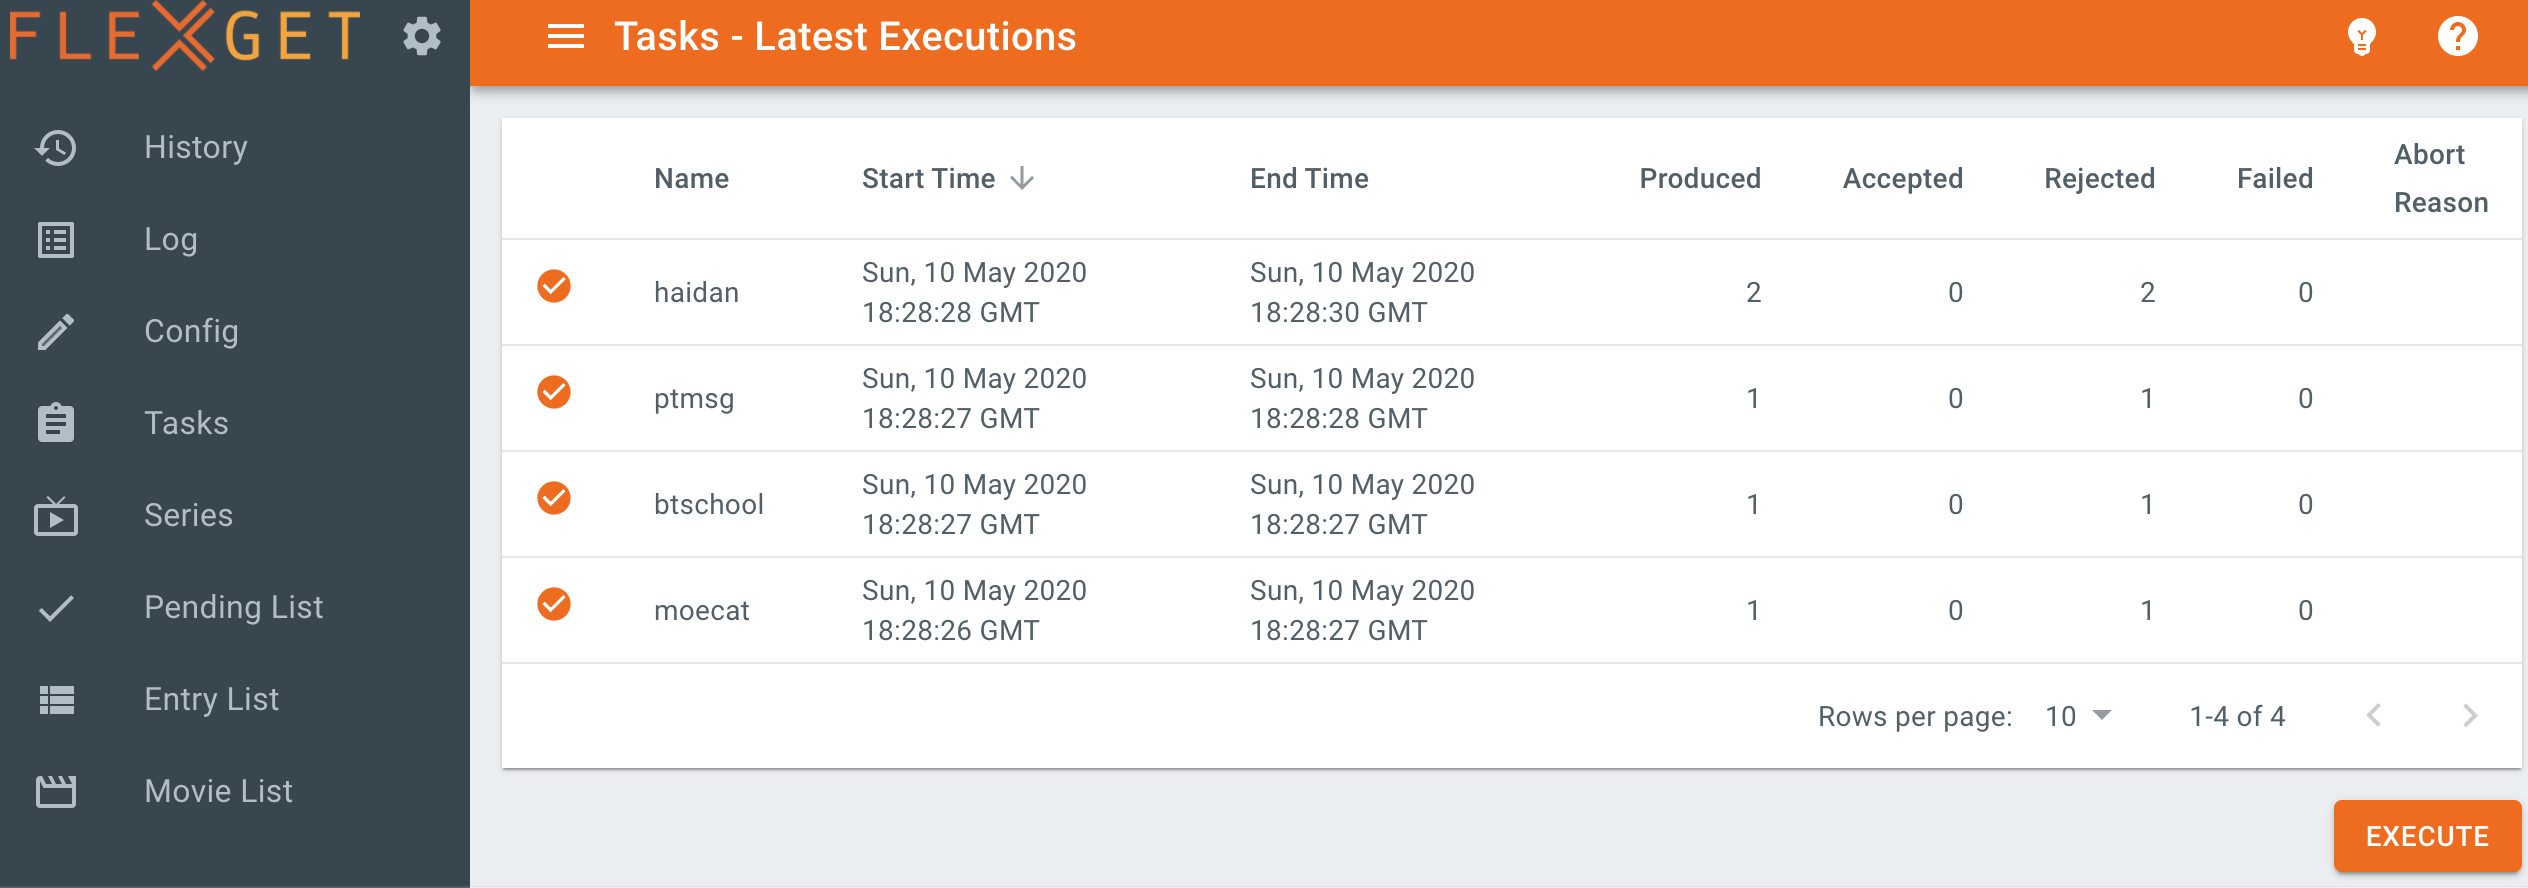 FLEXGET
Tasks - Latest Executions
History
Log
Config
Tasks
Series
Pending List
Entry List
Movie List
Name Start Time End Time Produced Accepted Rejected Failed Abort
Reason
haidan Sun, 10 May 2020 18:28:28 GMT Sun, 10 May 2020 18:28:30 GMT 2 0 2 0
ptmsg Sun, 10 May 2020 18:28:27 GMT Sun, 10 May 2020 18:28:28 GMT 1 0 1 0
btschool Sun, 10 May 2020 18:28:27 GMT Sun, 10 May 2020 18:28:27 GMT 1 0 1 0
moecat Sun, 10 May 2020 18:28:26 GMT Sun, 10 May 2020 18:28:27 GMT 1 0 1 0
Rows per page: 10 1-4 of 4
EXECUTE